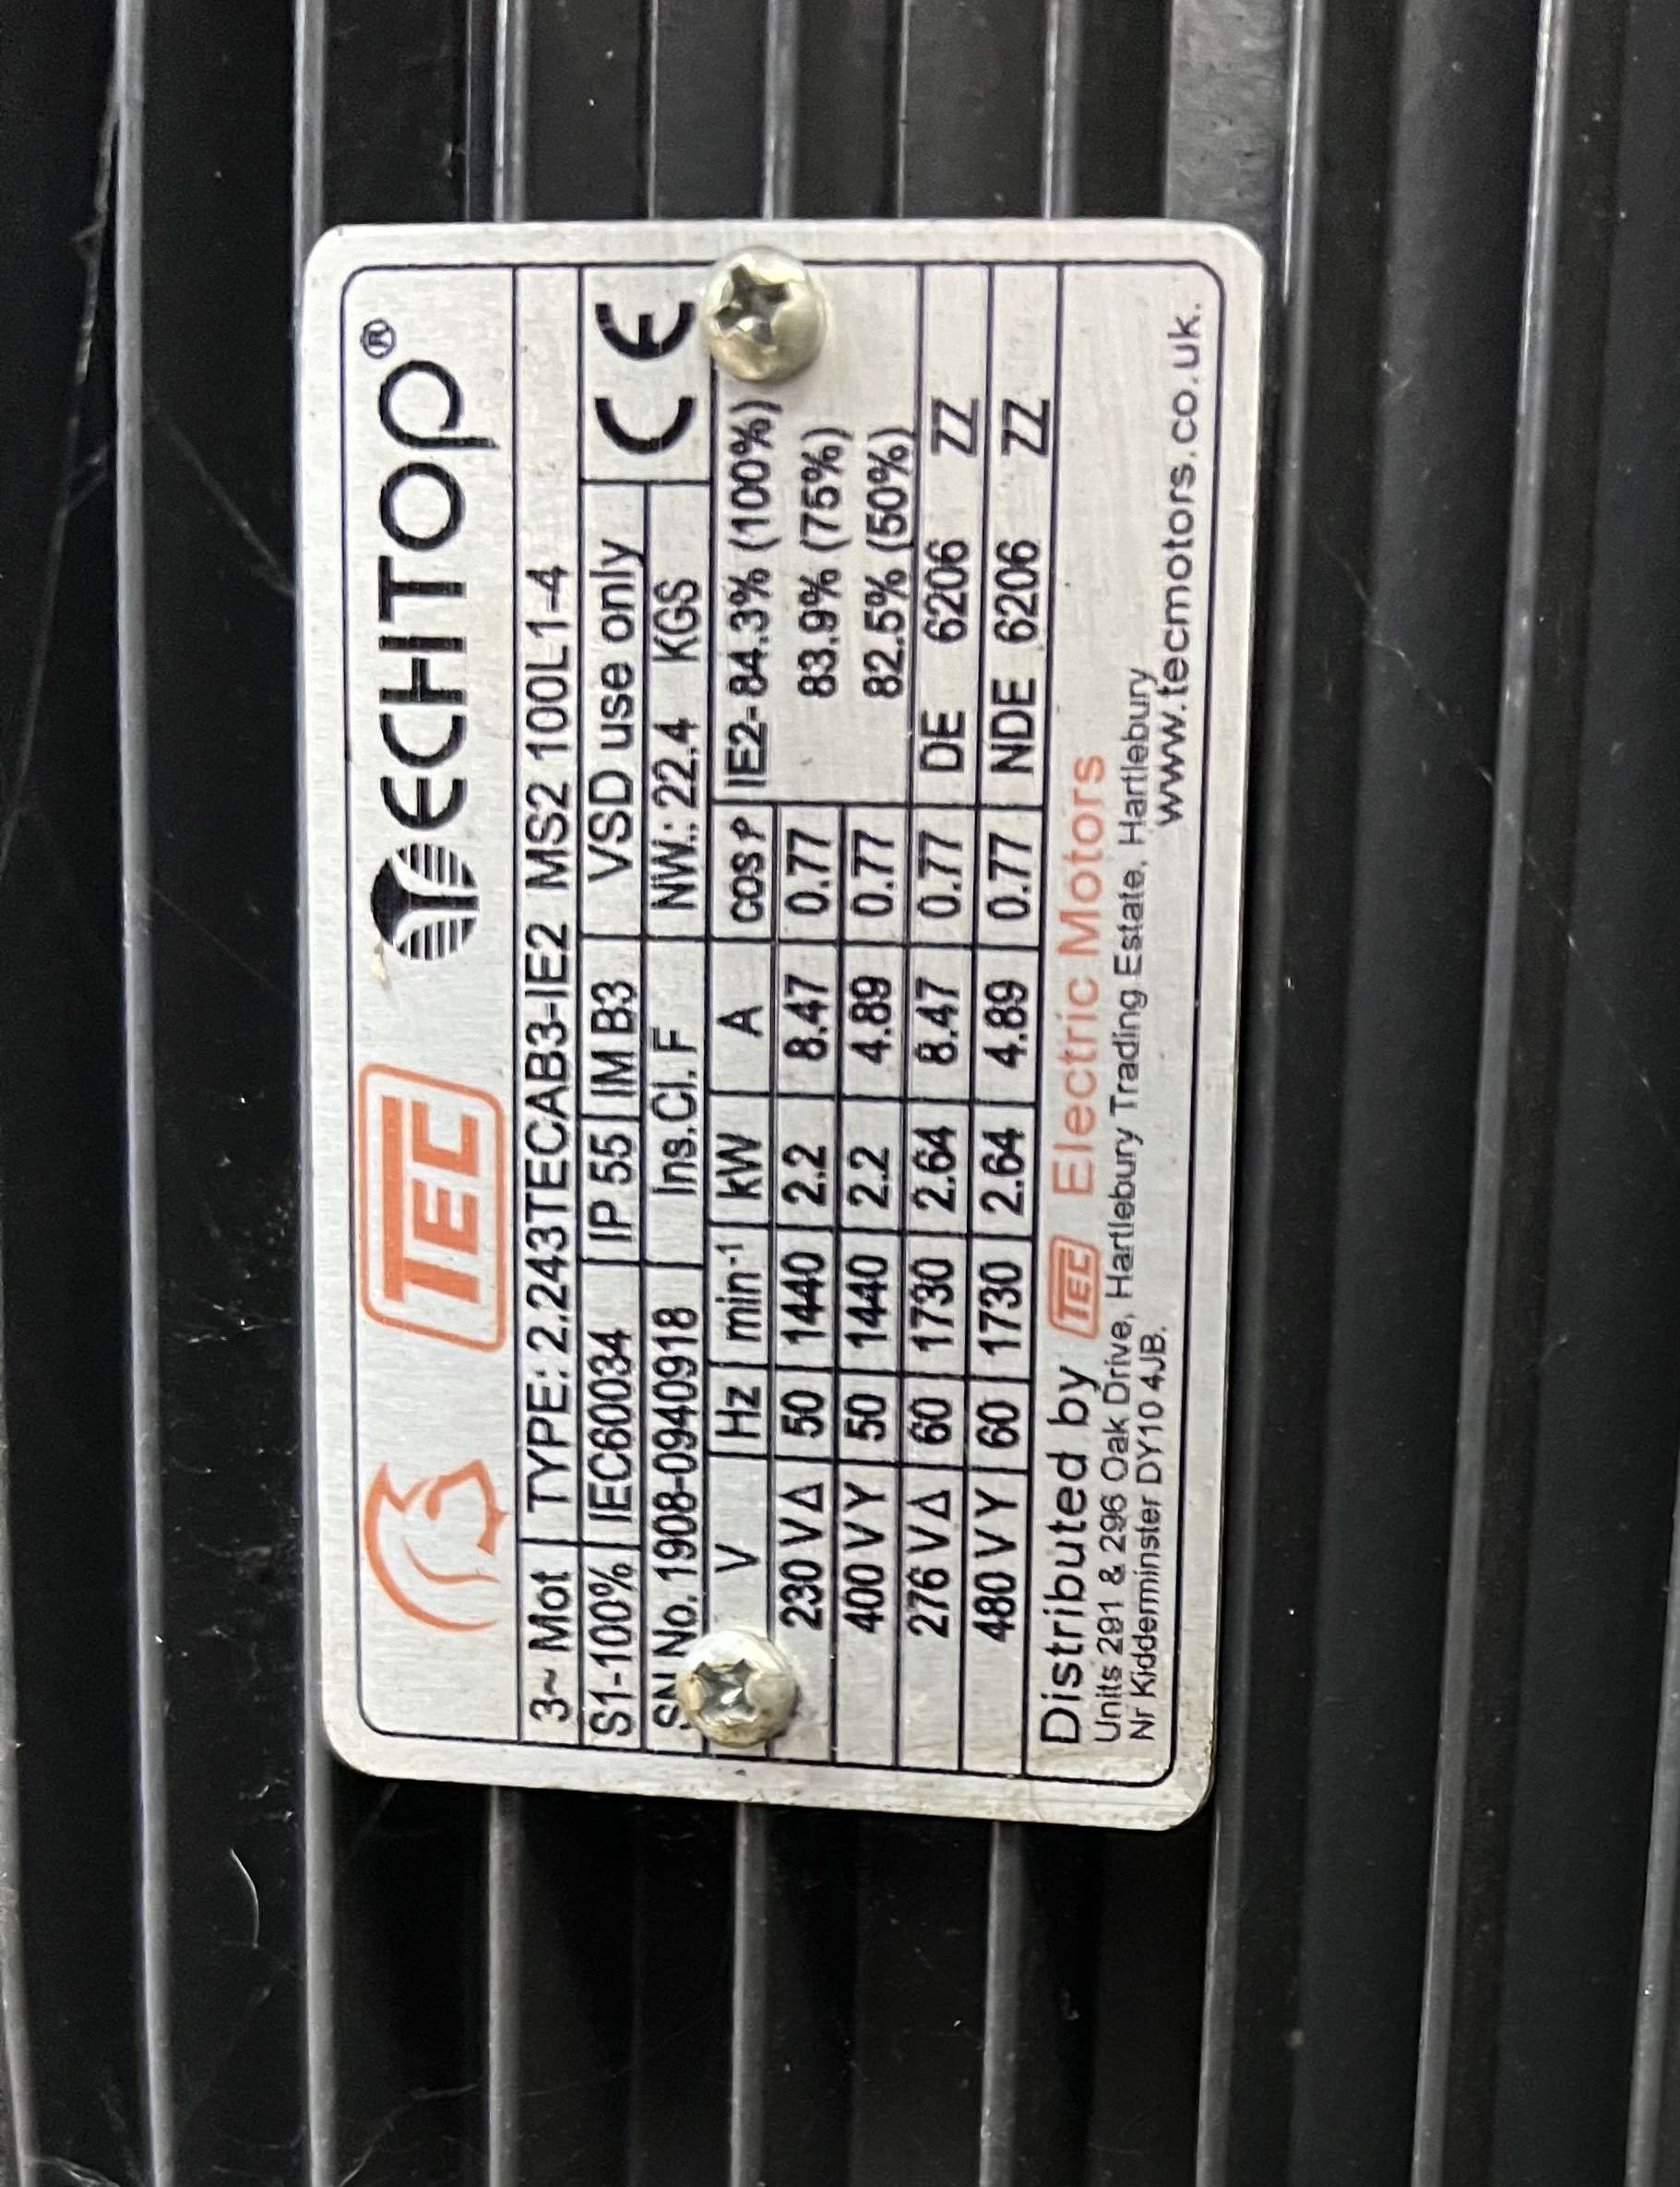 TEC TECHTOP®
3~ Mot TYPE: 2.243TECAB3-IE2 MS2 100L1-4
S1-100% IEC60034 IP 55 IM B3 VSD use only CE
SN No. 1908-0940918 Ins.Cl.F NW.: 22.4 KGS
V Hz min-1 kW A cos φ IE2-84.3% (100%)
230 V Δ 50 1440 2.2 8.47 0.77 83.9% (75%)
400 V Y 50 1440 2.2 4.89 0.77 82.5% (50%)
276 V Δ 60 1730 2.64 8.47 0.77 DE 6206 ZZ
480 V Y 60 1730 2.64 4.89 0.77 NDE 6206 ZZ
Distributed by TEC Electric Motors
Units 291 & 296 Oak Drive, Hartlebury Trading Estate, Hartlebury
Nr Kidderminster DY10 4JB. www.tecmotors.co.uk.